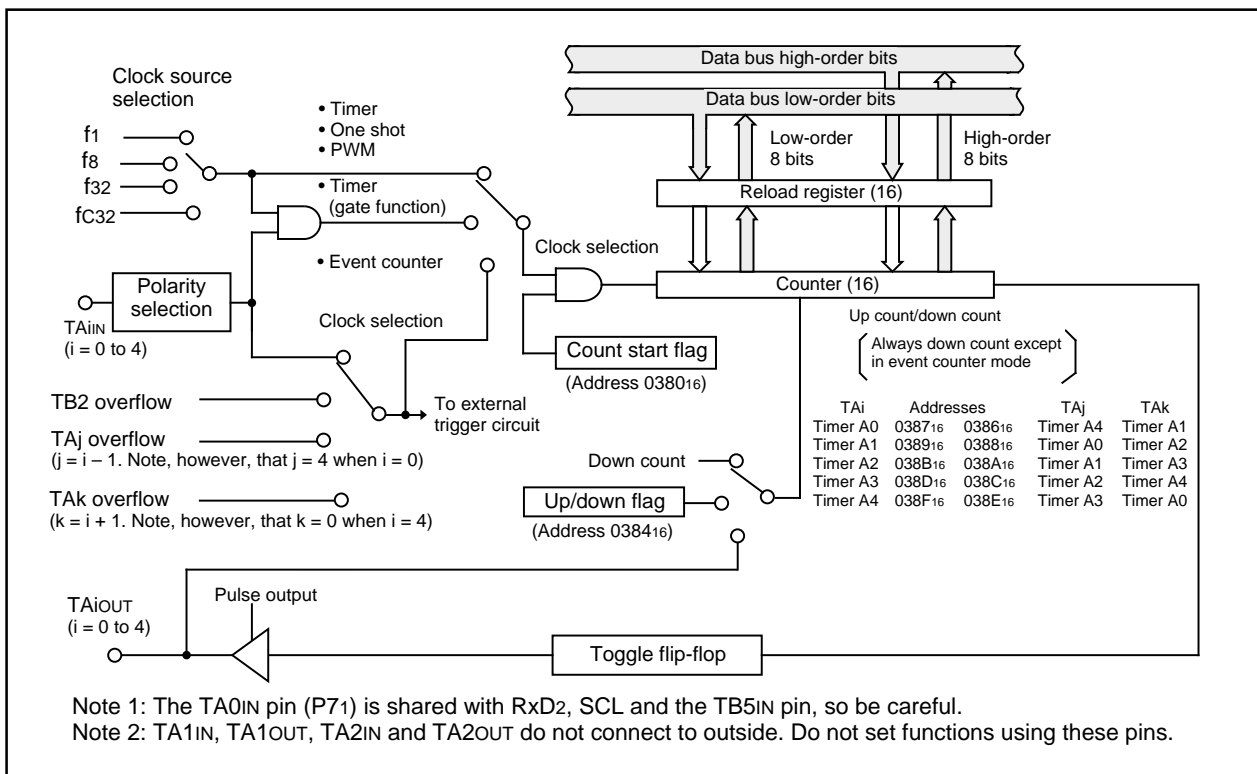 Data bus high-order bits
Data bus low-order bits
Clock source
selection
f1
f8
f32
fC32
• Timer
• One shot
• PWM
• Timer
(gate function)
• Event counter
Low-order
8 bits
High-order
8 bits
Reload register (16)
Clock selection
Counter (16)
Polarity
selection
TAiIN
(i = 0 to 4)
Clock selection
Count start flag
(Address 038016)
Up count/down count
Always down count except
in event counter mode
TB2 overflow
To external
trigger circuit
TAj overflow
(j = i – 1. Note, however, that j = 4 when i = 0)
TAk overflow
(k = i + 1. Note, however, that k = 0 when i = 4)
Down count
Up/down flag
(Address 038416)
TAi Addresses TAj TAk
Timer A0 038716 038616 Timer A4 Timer A1
Timer A1 038916 038816 Timer A0 Timer A2
Timer A2 038B16 038A16 Timer A1 Timer A3
Timer A3 038D16 038C16 Timer A2 Timer A4
Timer A4 038F16 038E16 Timer A3 Timer A0
Pulse output
TAiOUT
(i = 0 to 4)
Toggle flip-flop
Note 1: The TA0IN pin (P71) is shared with RxD2, SCL and the TB5IN pin, so be careful.
Note 2: TA1IN, TA1OUT, TA2IN and TA2OUT do not connect to outside. Do not set functions using these pins.